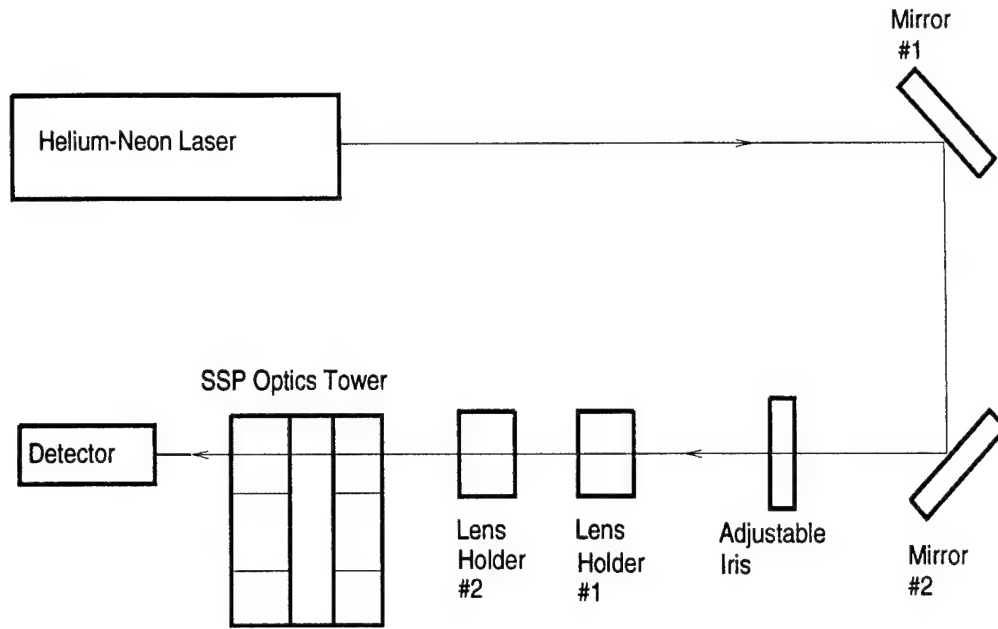 Mirror
#1
Helium-Neon Laser
SSP Optics Tower
Detector
Lens
Holder
#2
Lens
Holder
#1
Adjustable
Iris
Mirror
#2